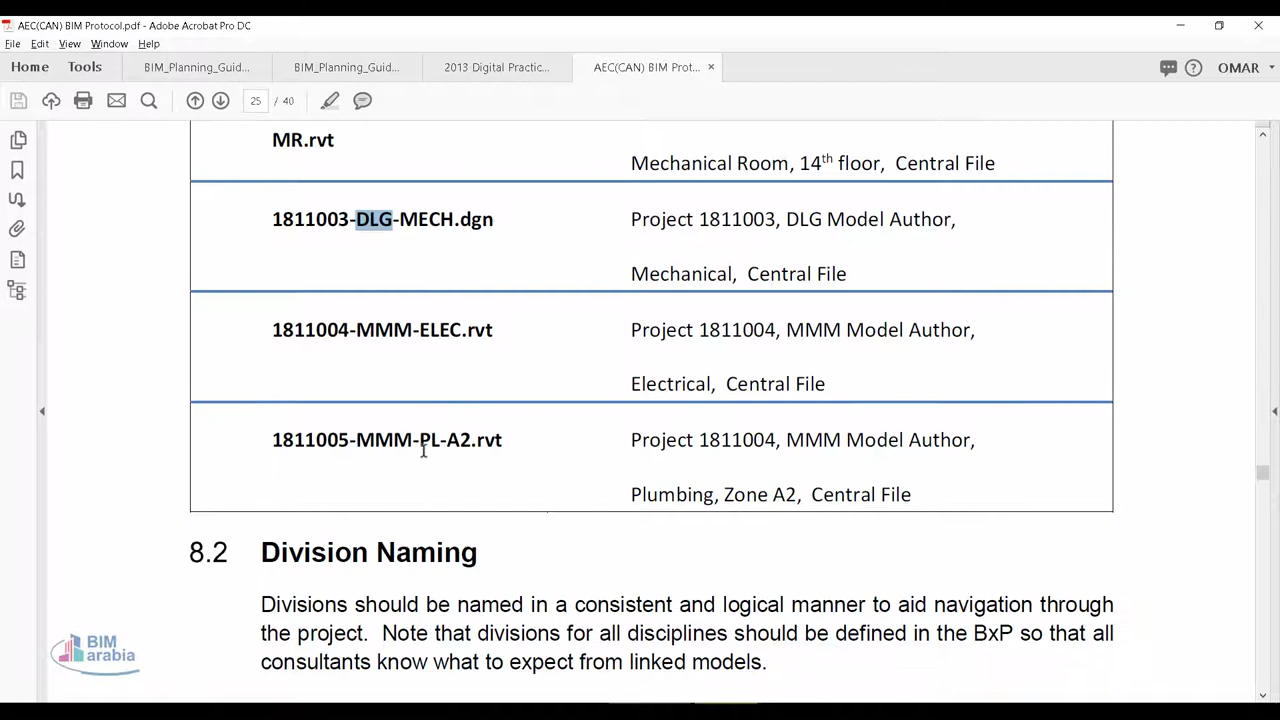 AEC(CAN) BIM Protocol.pdf - Adobe Acrobat Pro DC
File Edit View Window Help
Home Tools BIM_Planning_Guid... BIM_Planning_Guid... 2013 Digital Practic... AEC(CAN) BIM Prot... × OMAR
25 / 40
MR.rvt
Mechanical Room, 14th floor, Central File
1811003-DLG-MECH.dgn Project 1811003, DLG Model Author,
Mechanical, Central File
1811004-MMM-ELEC.rvt Project 1811004, MMM Model Author,
Electrical, Central File
1811005-MMM-PL-A2.rvt Project 1811004, MMM Model Author,
Plumbing, Zone A2, Central File
8.2 Division Naming
Divisions should be named in a consistent and logical manner to aid navigation through
the project. Note that divisions for all disciplines should be defined in the BxP so that all
consultants know what to expect from linked models.
BIM
arabia